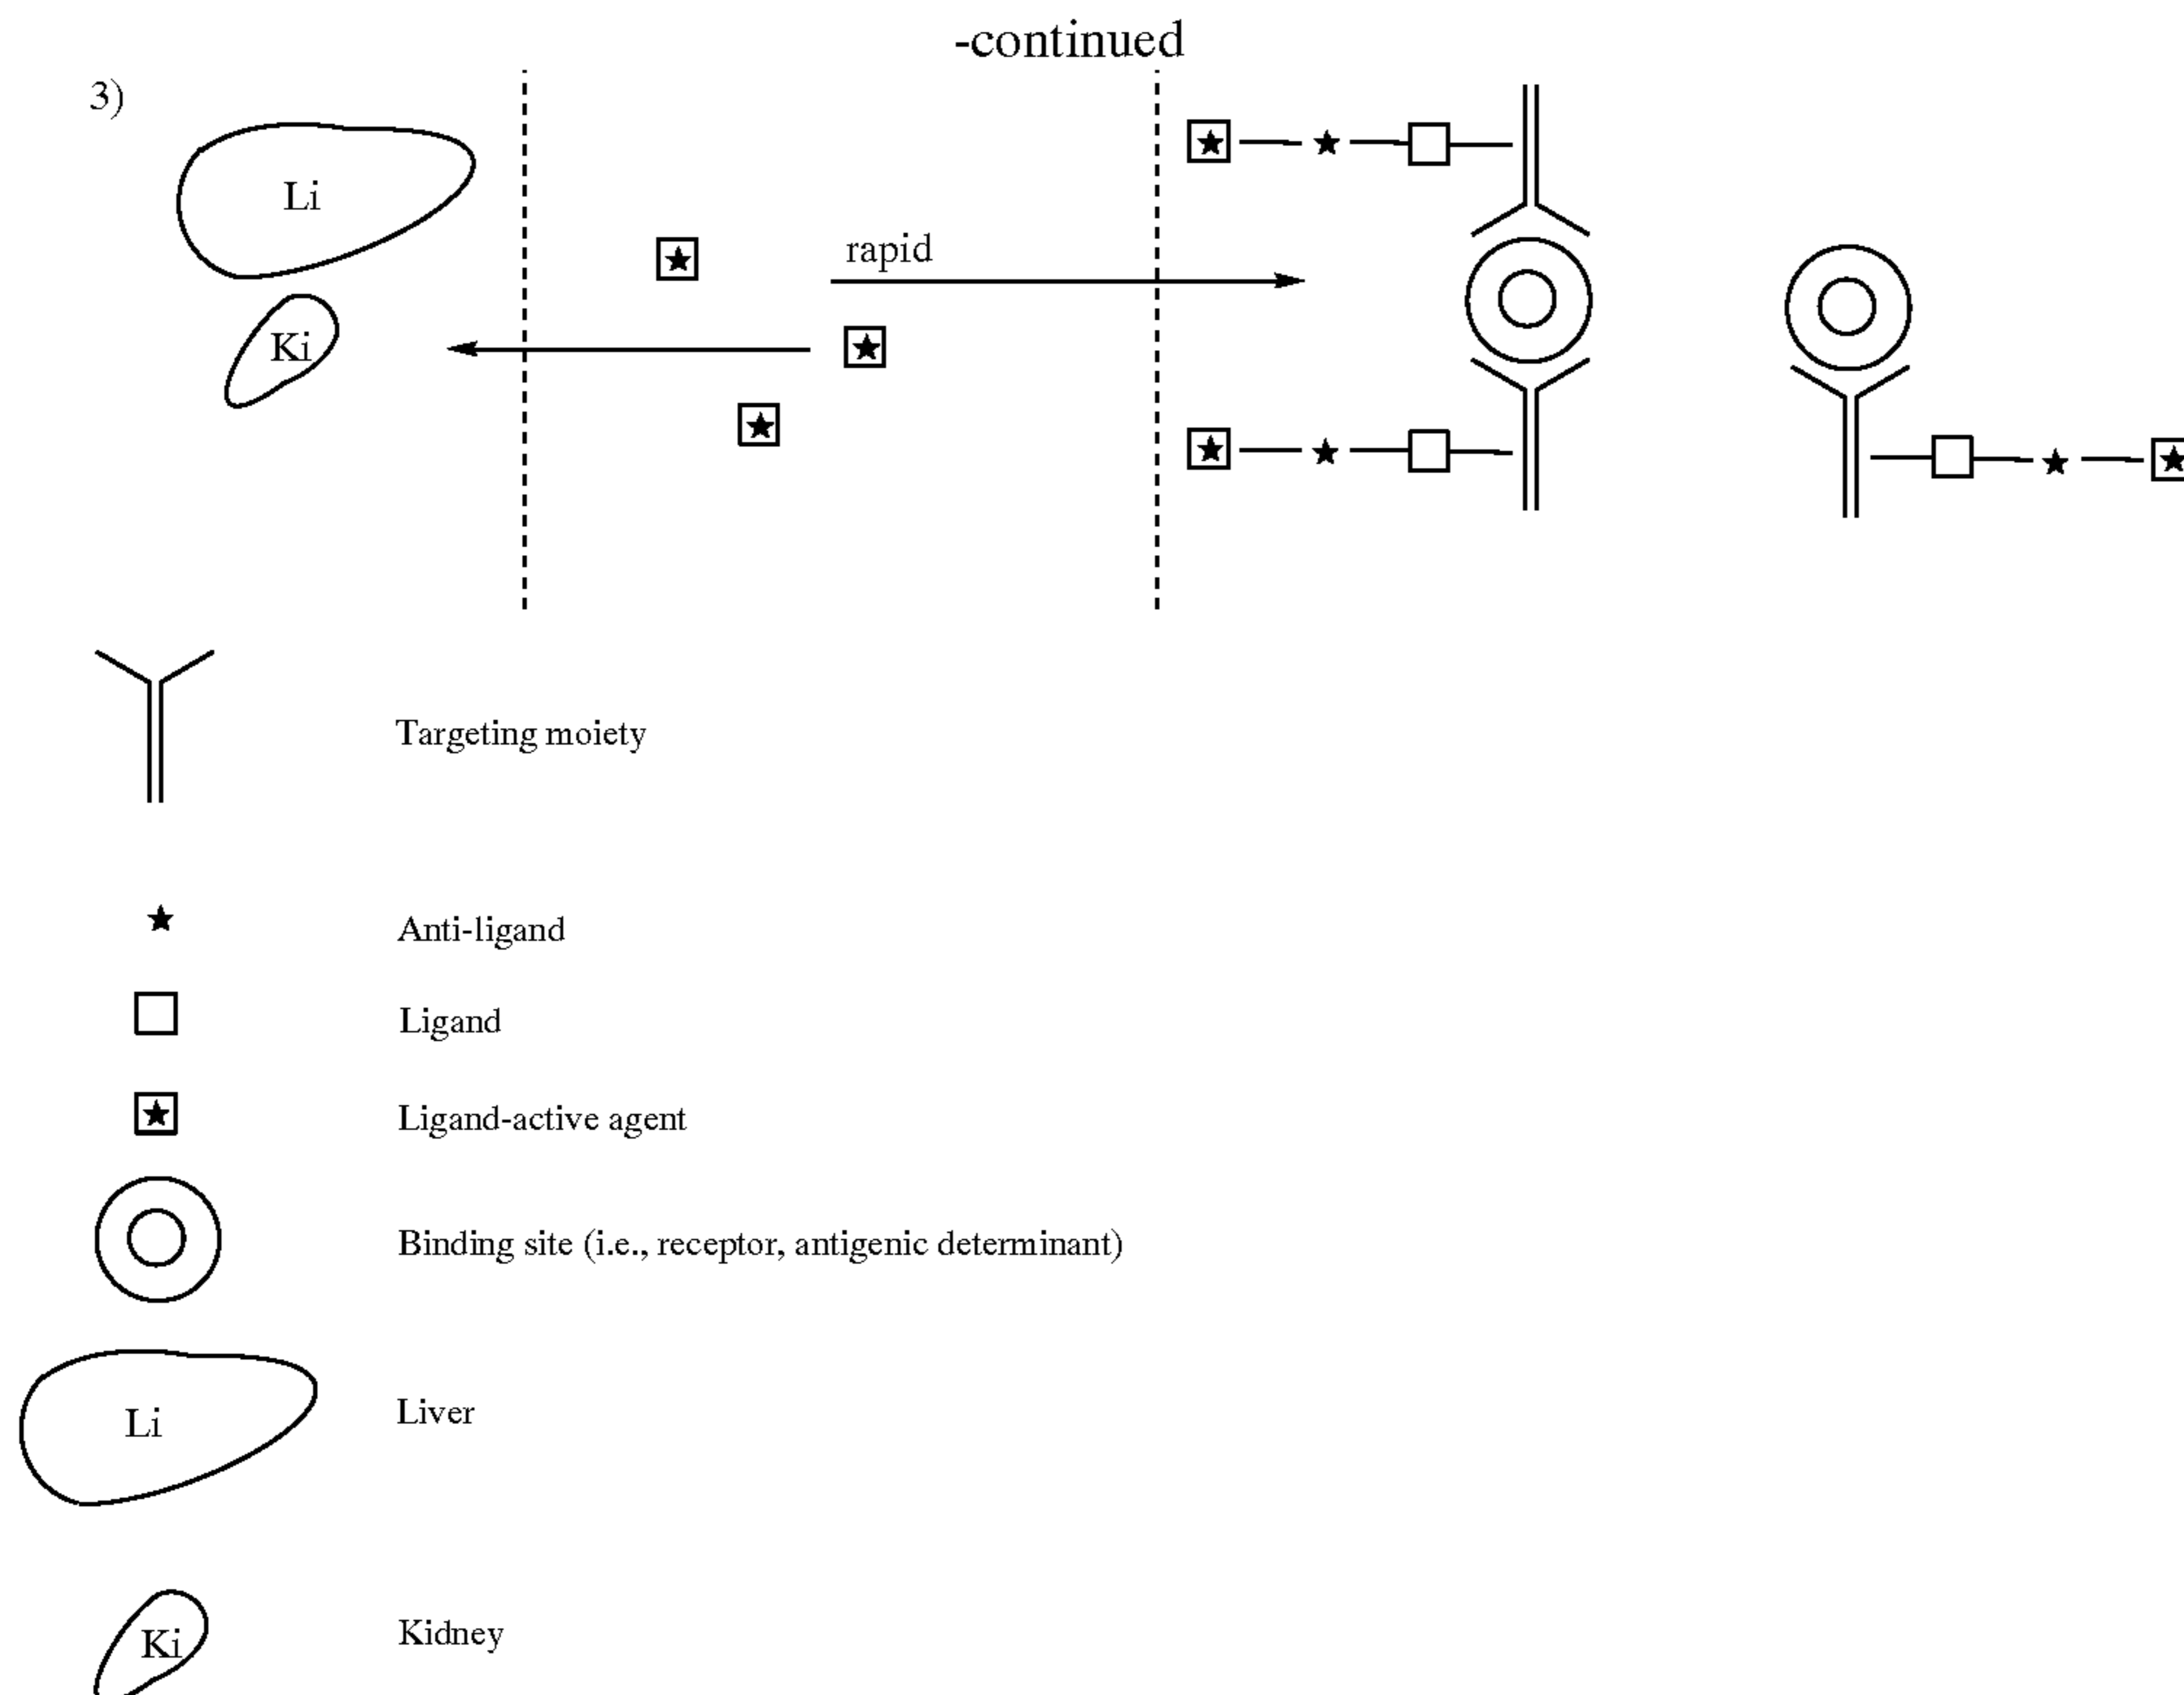 -continued
3)
Li
rapid
Ki
Targeting moiety
Anti-ligand
Ligand
Ligand-active agent
Binding site (i.e., receptor, antigenic determinant)
Li
Liver
Ki
Kidney